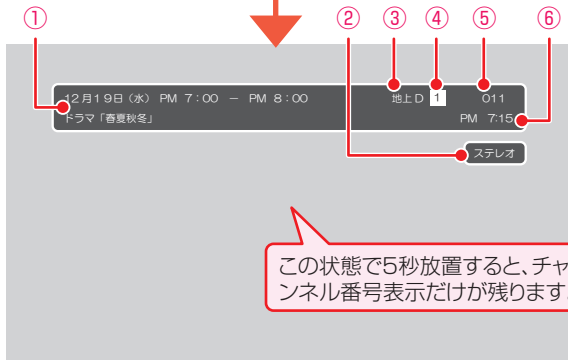 ① ② ③ ④ ⑤ ⑥
12月19日（水） PM 7：00 － PM 8：00 地上D 1 011
ドラマ「春夏秋冬」 PM 7:15
ステレオ
この状態で5秒放置すると、チャ
ンネル番号表示だけが残ります